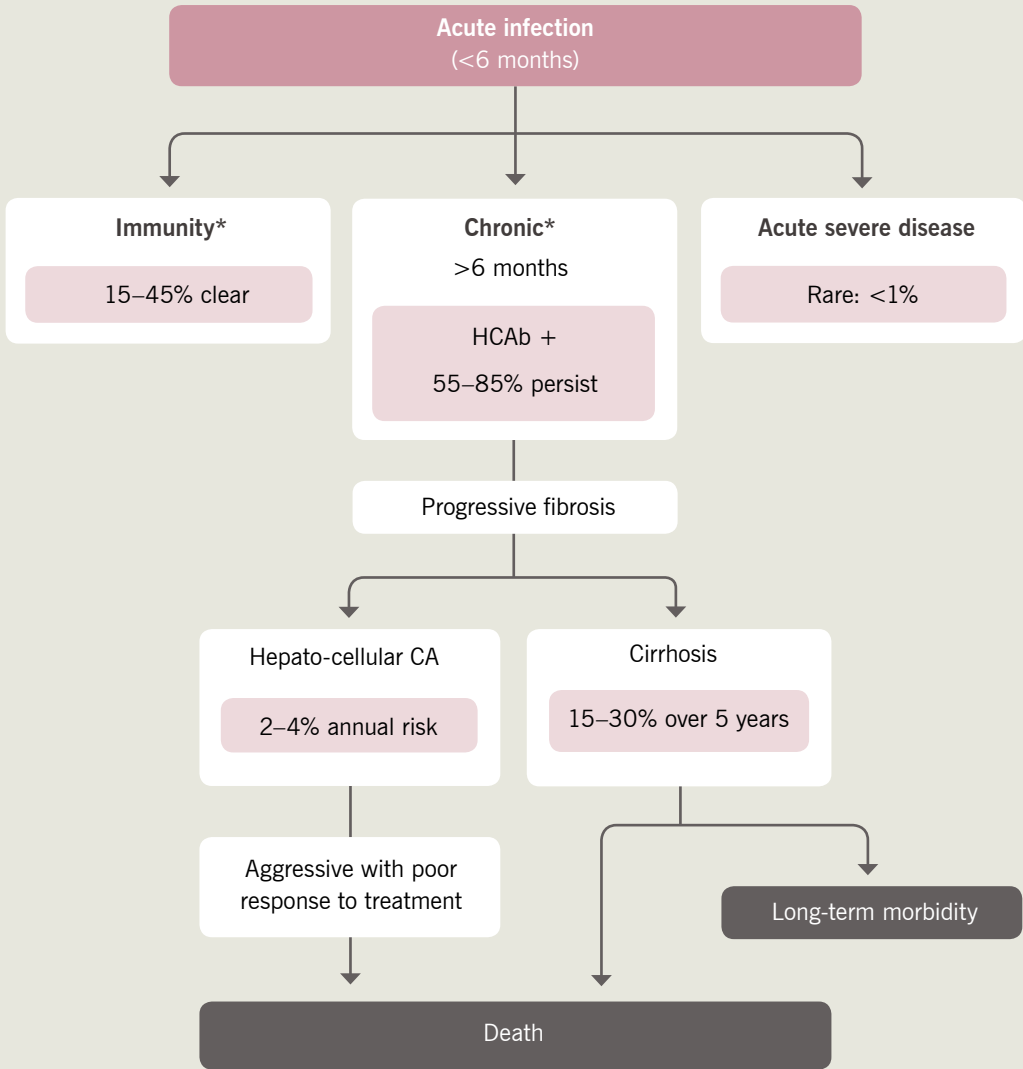 Acute infection
(<6 months)
Immunity*
15–45% clear
Chronic*
>6 months
HCAb +
55–85% persist
Acute severe disease
Rare: <1%
Progressive fibrosis
Hepato-cellular CA
2–4% annual risk
Cirrhosis
15–30% over 5 years
Aggressive with poor
response to treatment
Long-term morbidity
Death